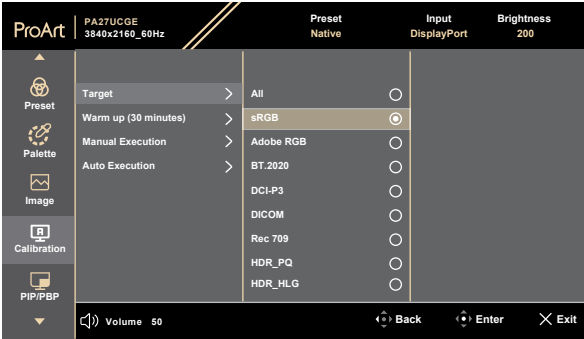 ProArt
PA27UCGE
3840x2160_60Hz
Preset
Native
Input
DisplayPort
Brightness
200
Preset
Palette
Image
A
Calibration
PIP/PBP
Target
Warm up (30 minutes)
Manual Execution
Auto Execution
All
sRGB
Adobe RGB
BT.2020
DCI-P3
DICOM
Rec 709
HDR_PQ
HDR_HLG
Volume 50
Back
Enter
Exit